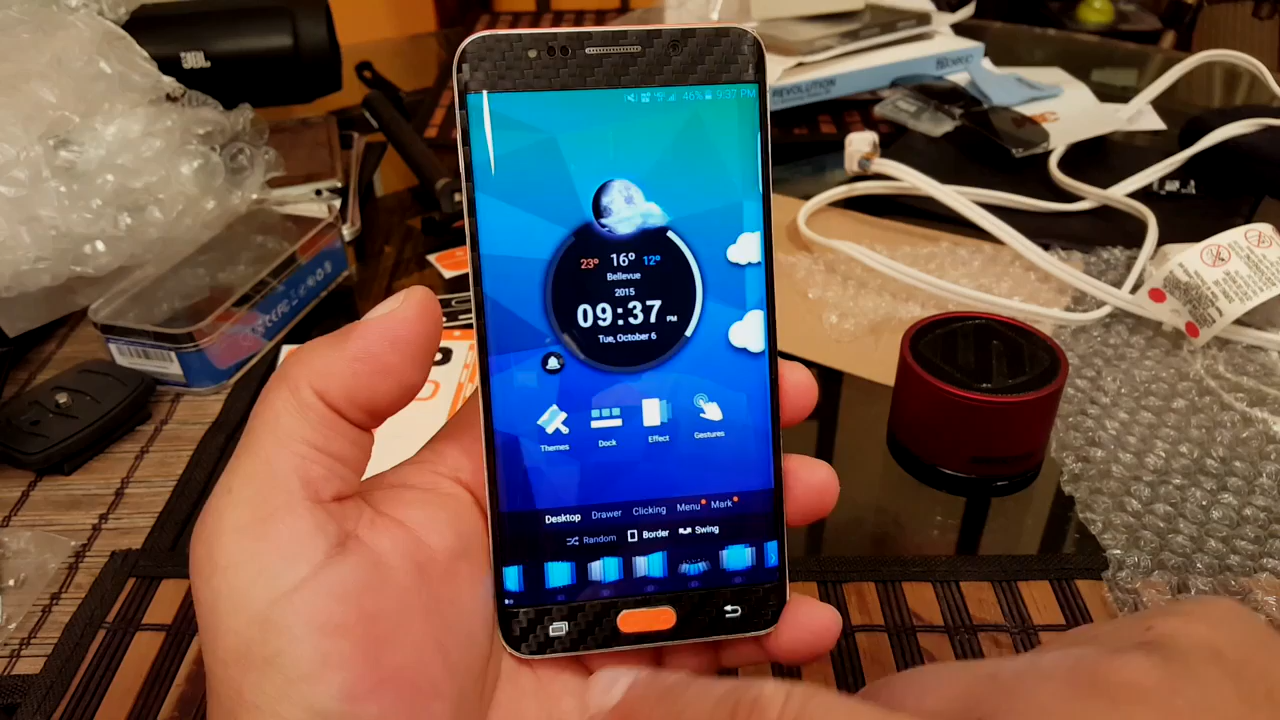 JBL
REVOLUTION
46% 9:37 PM
23° 16° 12°
Bellevue
2015
09:37 PM
Tue, October 6
Themes Dock Effect Gestures
Desktop Drawer Clicking Menu Mark
Random Border Swing